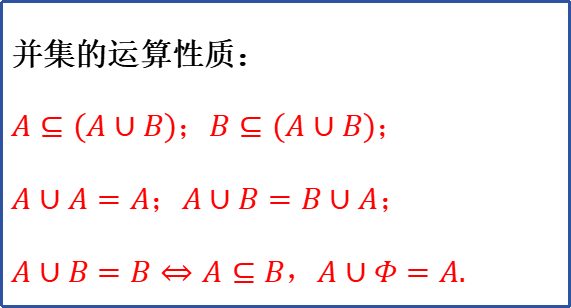 并集的运算性质：
A ⊆ (A ∪ B)；B ⊆ (A ∪ B)；
A ∪ A = A；A ∪ B = B ∪ A；
A ∪ B = B ⇔ A ⊆ B，A ∪ Φ = A.